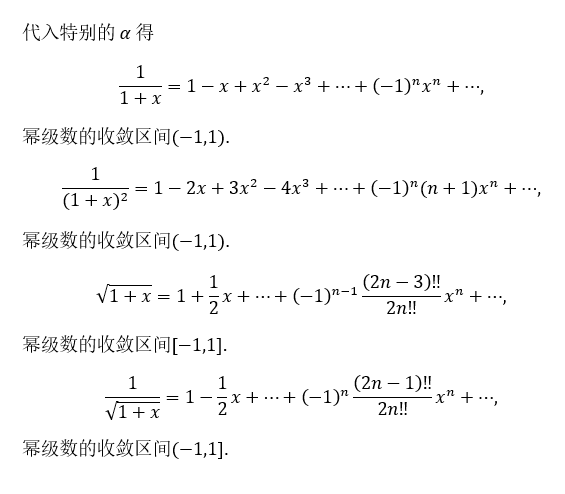 代入特别的 α 得
1/(1 + x) = 1 − x + x² − x³ + ⋯ + (−1)ⁿxⁿ + ⋯,
幂级数的收敛区间(−1,1).
1/(1 + x)² = 1 − 2x + 3x² − 4x³ + ⋯ + (−1)ⁿ(n + 1)xⁿ + ⋯,
幂级数的收敛区间(−1,1).
√(1 + x) = 1 + 1/2 x + ⋯ + (−1)ⁿ⁻¹ (2n − 3)!!/2n!! xⁿ + ⋯,
幂级数的收敛区间[−1,1].
1/√(1 + x) = 1 − 1/2 x + ⋯ + (−1)ⁿ (2n − 1)!!/2n!! xⁿ + ⋯,
幂级数的收敛区间(−1,1].